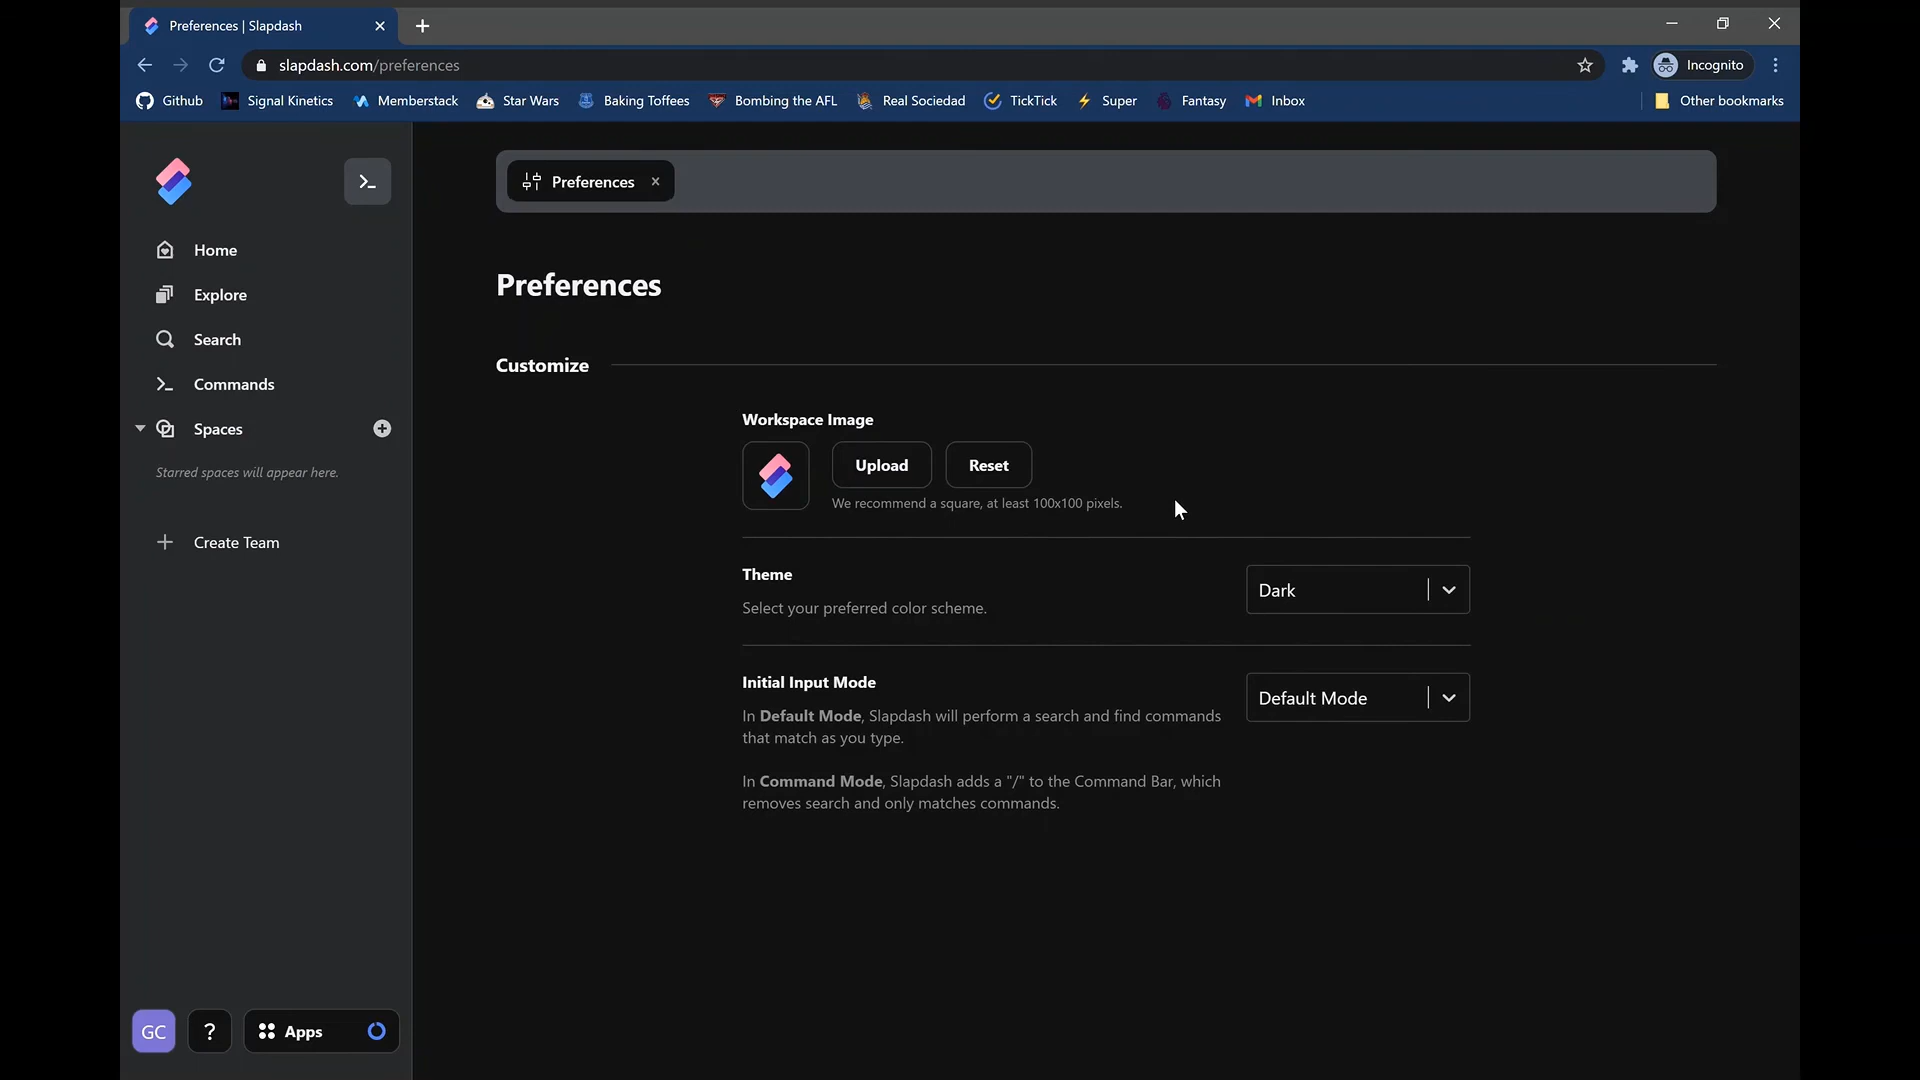 Preferences | Slapdash
slapdash.com/preferences
Incognito
Github
Signal Kinetics
Memberstack
Star Wars
Baking Toffees
Bombing the AFL
Real Sociedad
TickTick
Super
Fantasy
Inbox
Other bookmarks
Home
Explore
Search
Commands
Spaces
Starred spaces will appear here.
Create Team
GC
?
Apps
Preferences
Preferences
Customize
Workspace Image
Upload
Reset
We recommend a square, at least 100x100 pixels.
Theme
Select your preferred color scheme.
Dark
Initial Input Mode
In Default Mode, Slapdash will perform a search and find commands
that match as you type.
In Command Mode, Slapdash adds a "/" to the Command Bar, which
removes search and only matches commands.
Default Mode